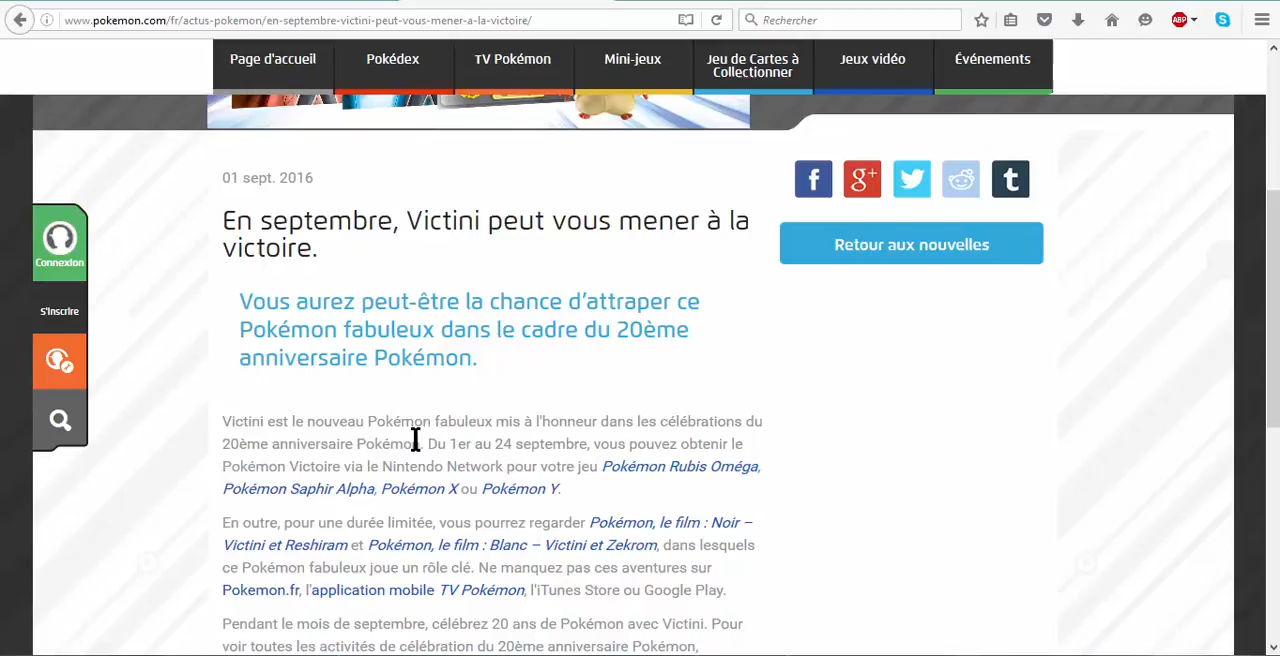 www.pokemon.com/fr/actus-pokemon/en-septembre-victini-peut-vous-mener-a-la-victoire/
Rechercher
ABP
Page d'accueil
Pokédex
TV Pokémon
Mini-jeux
Jeu de Cartes à
Collectionner
Jeux vidéo
Événements
01 sept. 2016
En septembre, Victini peut vous mener à la
victoire.
Retour aux nouvelles
Connexion
S'inscrire
Vous aurez peut-être la chance d'attraper ce
Pokémon fabuleux dans le cadre du 20ème
anniversaire Pokémon.
Victini est le nouveau Pokémon fabuleux mis à l'honneur dans les célébrations du
20ème anniversaire Pokémon. Du 1er au 24 septembre, vous pouvez obtenir le
Pokémon Victoire via le Nintendo Network pour votre jeu Pokémon Rubis Oméga,
Pokémon Saphir Alpha, Pokémon X ou Pokémon Y.
En outre, pour une durée limitée, vous pourrez regarder Pokémon, le film : Noir –
Victini et Reshiram et Pokémon, le film : Blanc – Victini et Zekrom, dans lesquels
ce Pokémon fabuleux joue un rôle clé. Ne manquez pas ces aventures sur
Pokemon.fr, l'application mobile TV Pokémon, l'iTunes Store ou Google Play.
Pendant le mois de septembre, célébrez 20 ans de Pokémon avec Victini. Pour
voir toutes les activités de célébration du 20ème anniversaire Pokémon,